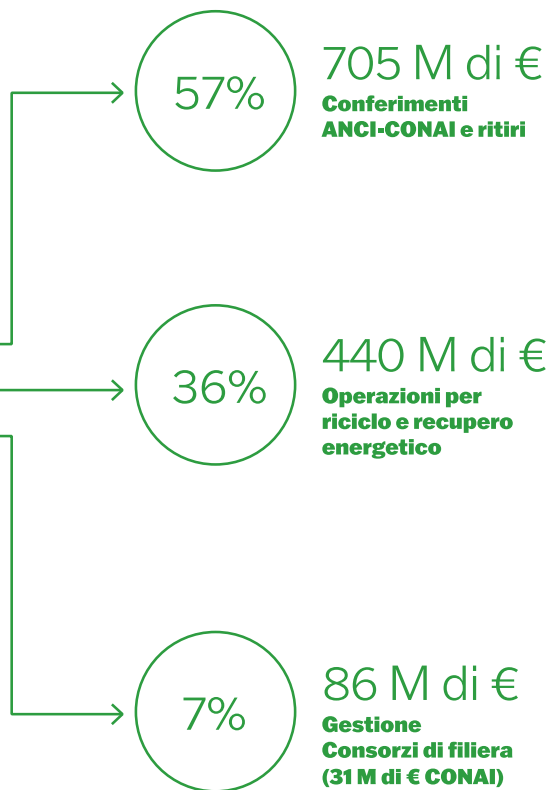 57%
705 M di €
Conferimenti
ANCI-CONAI e ritiri
36%
440 M di €
Operazioni per
riciclo e recupero
energetico
7%
86 M di €
Gestione
Consorzi di filiera
(31 M di € CONAI)